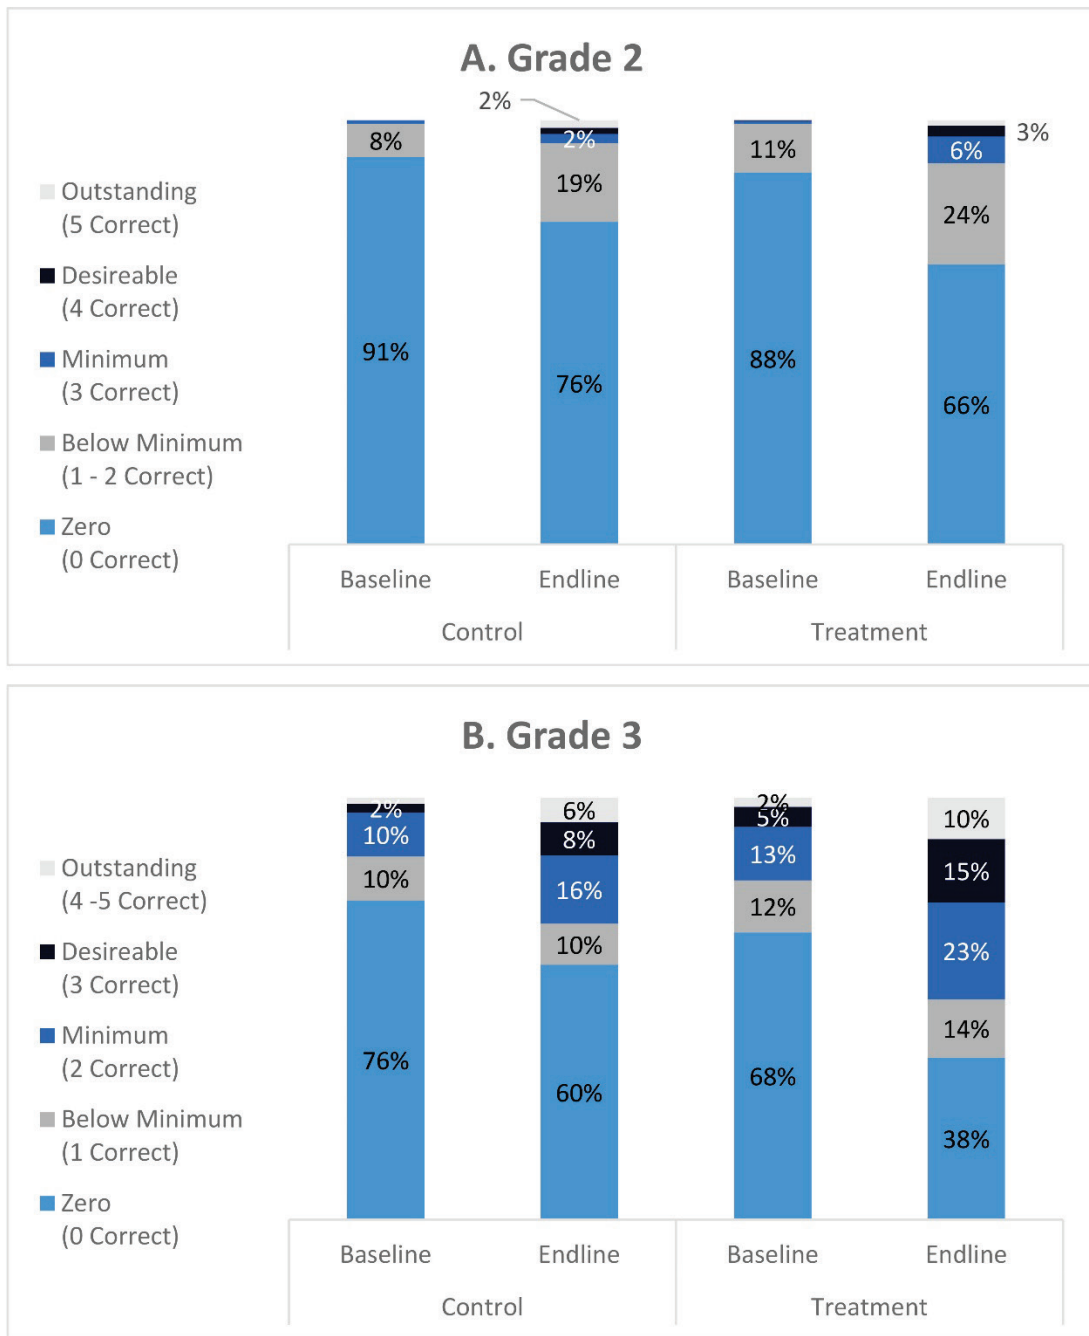 A. Grade 2
2%
8%
2%
11%
3%
6%
19%
24%
91%
76%
88%
66%
Outstanding
(5 Correct)
Desireable
(4 Correct)
Minimum
(3 Correct)
Below Minimum
(1 - 2 Correct)
Zero
(0 Correct)
Baseline
Endline
Baseline
Endline
Control
Treatment
B. Grade 3
2%
6%
2%
10%
10%
8%
5%
15%
10%
16%
13%
23%
10%
12%
14%
76%
60%
68%
38%
Outstanding
(4 -5 Correct)
Desireable
(3 Correct)
Minimum
(2 Correct)
Below Minimum
(1 Correct)
Zero
(0 Correct)
Baseline
Endline
Baseline
Endline
Control
Treatment